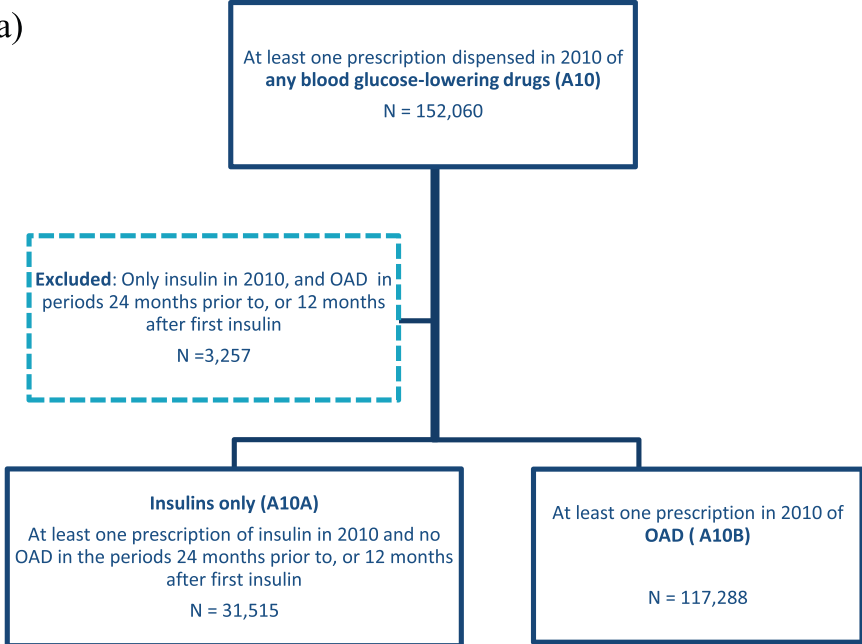 a)
At least one prescription dispensed in 2010 of
any blood glucose-lowering drugs (A10)
N = 152,060
Excluded: Only insulin in 2010, and OAD in
periods 24 months prior to, or 12 months
after first insulin
N =3,257
Insulins only (A10A)
At least one prescription of insulin in 2010 and no
OAD in the periods 24 months prior to, or 12 months
after first insulin
N = 31,515
At least one prescription in 2010 of
OAD ( A10B)
N = 117,288